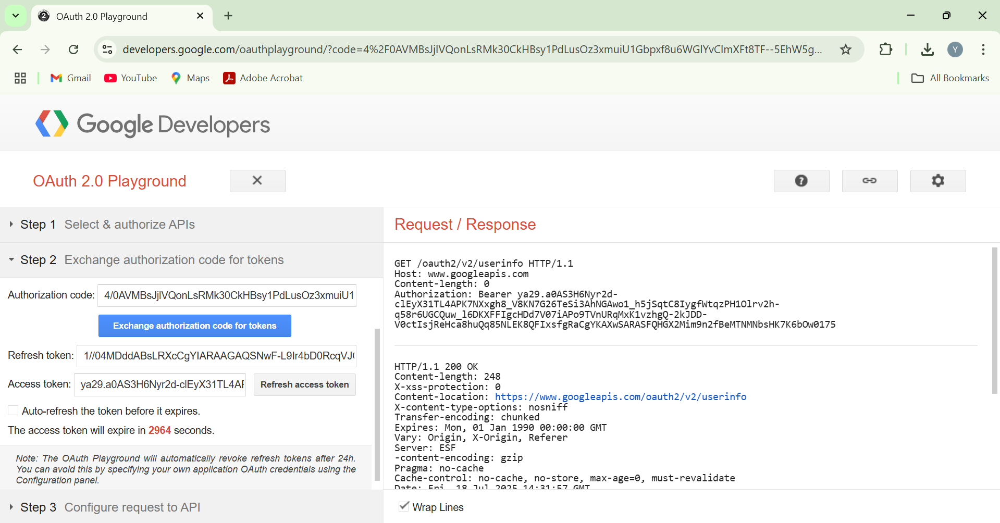 OAuth 2.0 Playground
developers.google.com/oauthplayground/?code=4%2F0AVMBsJjlVQonLsRMk30CkHBsy1PdLusOz3xmuiU1Gbpxf8u6WGlYvClmXFt8TF--5EhW5g...
Y
Gmail
YouTube
Maps
Adobe Acrobat
All Bookmarks
Google Developers
OAuth 2.0 Playground
Step 1 Select & authorize APIs
Step 2 Exchange authorization code for tokens
Authorization code: 4/0AVMBsJjlVQonLsRMk30CkHBsy1PdLusOz3xmuiU1
Exchange authorization code for tokens
Refresh token: 1//04MDddABsLRXcCgYIARAAGAQSNwF-L9Ir4bD0RcqVJ
Access token: ya29.a0AS3H6Nyr2d-clEyX31TL4AF
Refresh access token
Auto-refresh the token before it expires.
The access token will expire in 2964 seconds.
Note: The OAuth Playground will automatically revoke refresh tokens after 24h.
You can avoid this by specifying your own application OAuth credentials using the
Configuration panel.
Step 3 Configure request to API
Request / Response
GET /oauth2/v2/userinfo HTTP/1.1
Host: www.googleapis.com
Content-length: 0
Authorization: Bearer ya29.a0AS3H6Nyr2d-
clEyX31TL4APK7NXxgh8_V8KN7G26TeSi3AhNGAwo1_h5jSqtC8IygfWtqzPH1Olrv2h-
q58r6UGCQuw_l6DKXFFIgcHDd7V07iAPo9TVnURqMxK1vzhgQ-2kJDD-
V0ctIsjReHca8huQq85NLEK8QFIxsfgRaCgYKAXwSARASFQHGX2Mim9n2fBeMTNMNbsHK7K6bOw0175
HTTP/1.1 200 OK
Content-length: 248
X-xss-protection: 0
Content-location: https://www.googleapis.com/oauth2/v2/userinfo
X-content-type-options: nosniff
Transfer-encoding: chunked
Expires: Mon, 01 Jan 1990 00:00:00 GMT
Vary: Origin, X-Origin, Referer
Server: ESF
-content-encoding: gzip
Pragma: no-cache
Cache-control: no-cache, no-store, max-age=0, must-revalidate
Date: Fri, 18 Jul 2025 14:31:57 GMT
Wrap Lines